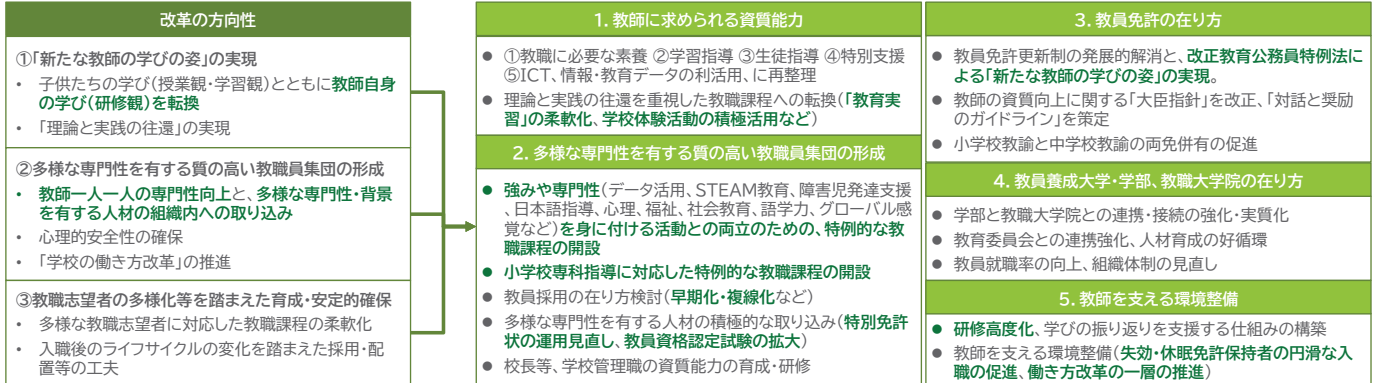 改革の方向性
①「新たな教師の学びの姿」の実現
• 子供たちの学び(授業観・学習観)とともに教師自身
の学び(研修観)を転換
• 「理論と実践の往還」の実現
②多様な専門性を有する質の高い教職員集団の形成
• 教師一人一人の専門性向上と、多様な専門性・背景
を有する人材の組織内への取り込み
• 心理的安全性の確保
• 「学校の働き方改革」の推進
③教職志望者の多様化等を踏まえた育成・安定的確保
• 多様な教職志望者に対応した教職課程の柔軟化
• 入職後のライフサイクルの変化を踏まえた採用・配
置等の工夫
1. 教師に求められる資質能力
● ①教職に必要な素養 ②学習指導 ③生徒指導 ④特別支援
⑤ICT、情報・教育データの利活用、に再整理
● 理論と実践の往還を重視した教職課程への転換(「教育実
習」の柔軟化、学校体験活動の積極活用など)
2. 多様な専門性を有する質の高い教職員集団の形成
● 強みや専門性(データ活用、STEAM教育、障害児発達支援
、日本語指導、心理、福祉、社会教育、語学力、グローバル感
覚など)を身に付ける活動との両立のための、特例的な教
職課程の開設
● 小学校専科指導に対応した特例的な教職課程の開設
● 教員採用の在り方検討(早期化・複線化など)
● 多様な専門性を有する人材の積極的な取り込み(特別免許
状の運用見直し、教員資格認定試験の拡大)
● 校長等、学校管理職の資質能力の育成・研修
3. 教員免許の在り方
● 教員免許更新制の発展的解消と、改正教育公務員特例法に
よる「新たな教師の学びの姿」の実現。
● 教師の資質向上に関する「大臣指針」を改正、「対話と奨励
のガイドライン」を策定
● 小学校教諭と中学校教諭の両免併有の促進
4. 教員養成大学・学部、教職大学院の在り方
● 学部と教職大学院との連携・接続の強化・実質化
● 教育委員会との連携強化、人材育成の好循環
● 教員就職率の向上、組織体制の見直し
5. 教師を支える環境整備
● 研修高度化、学びの振り返りを支援する仕組みの構築
● 教師を支える環境整備(失効・休眠免許保持者の円滑な入
職の促進、働き方改革の一層の推進)